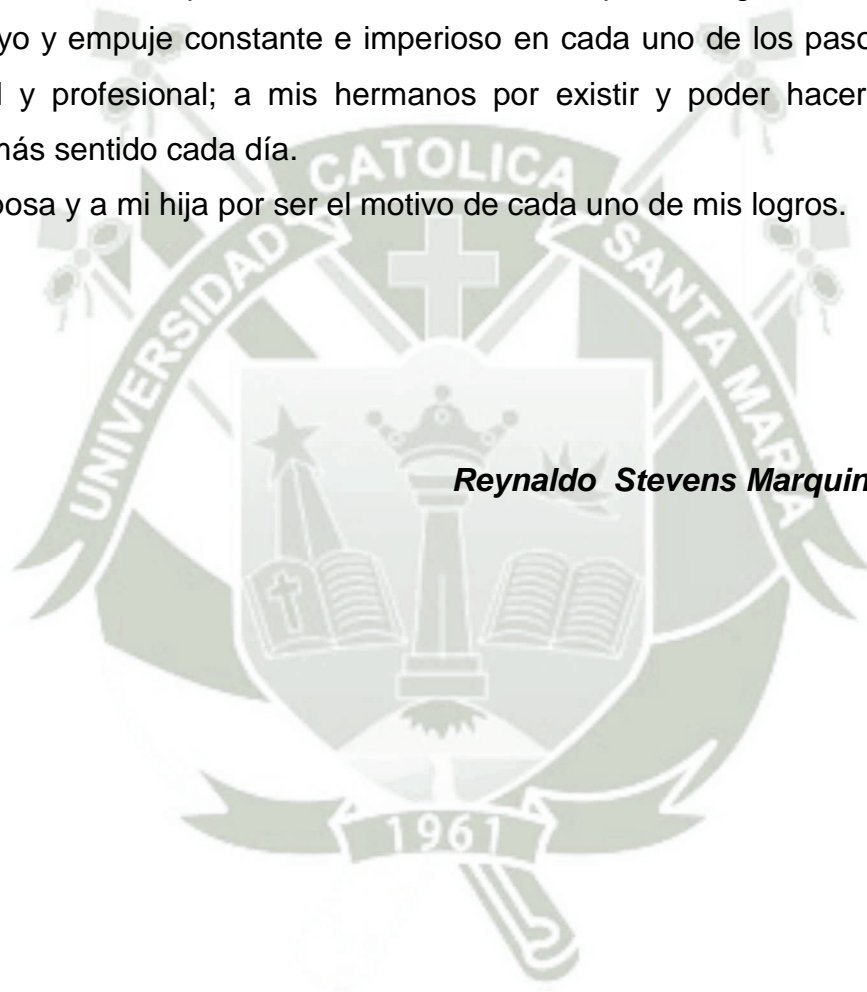 yo y empuje constante e imperioso en cada uno de los paso
y profesional; a mis hermanos por existir y poder hacer
más sentido cada día.
posa y a mi hija por ser el motivo de cada uno de mis logros.
CATOLICA
UNIVERSIDAD
SANTA MARIA
Reynaldo Stevens Marquin
1961